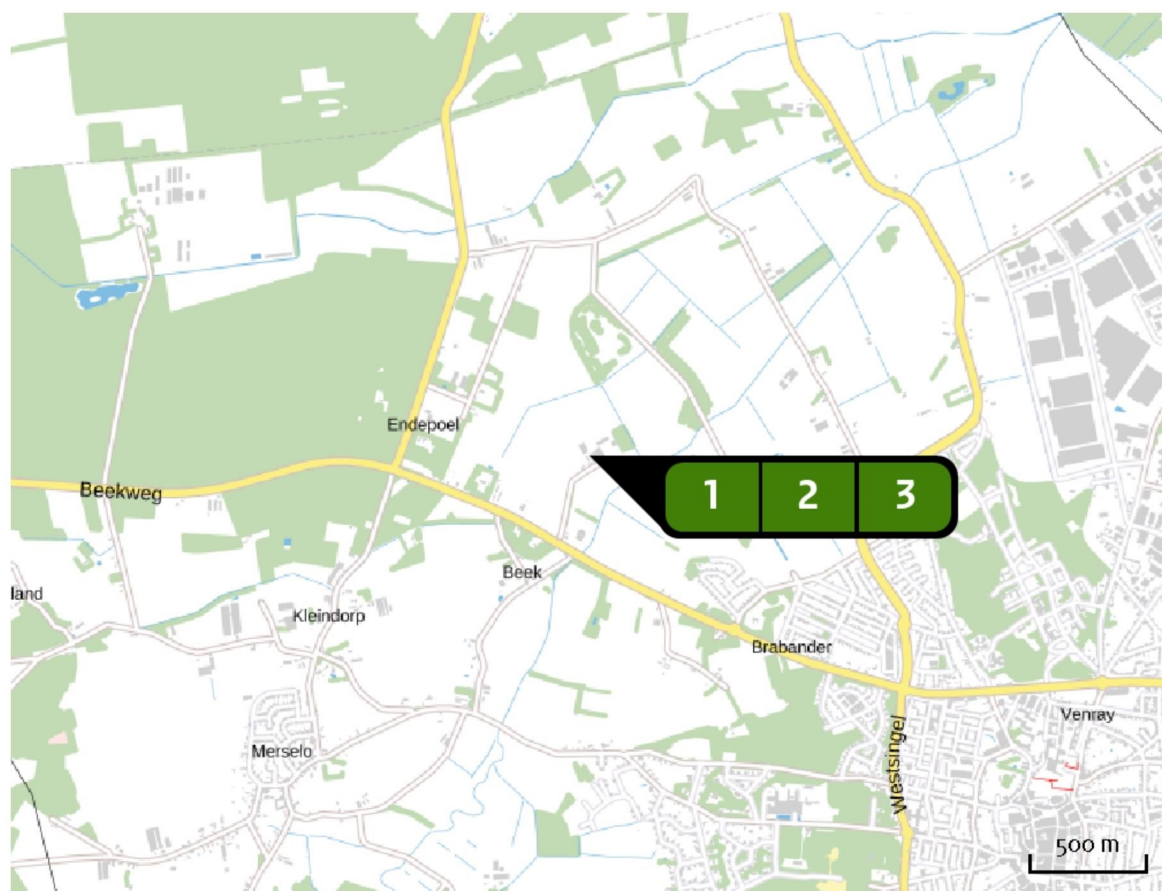 Endepoel
Beekweg
1 2 3
Beek
land
Kleindorp
Brabander
Venray
Merselo
Westsingel
500 m